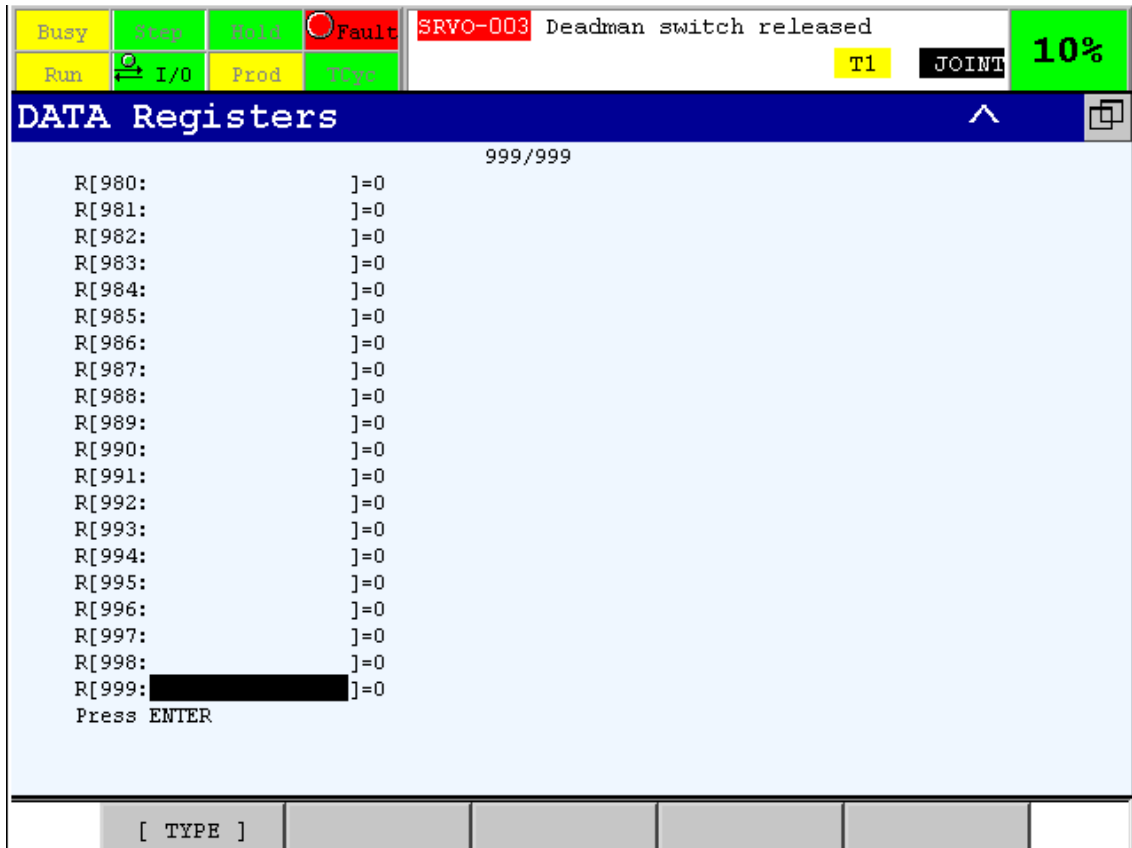 Busy Step Hold Fault SRVO-003 Deadman switch released
Run I/O Prod TCyc T1 JOINT 10%
DATA Registers
999/999
R[980: ]=0
R[981: ]=0
R[982: ]=0
R[983: ]=0
R[984: ]=0
R[985: ]=0
R[986: ]=0
R[987: ]=0
R[988: ]=0
R[989: ]=0
R[990: ]=0
R[991: ]=0
R[992: ]=0
R[993: ]=0
R[994: ]=0
R[995: ]=0
R[996: ]=0
R[997: ]=0
R[998: ]=0
R[999: ]=0
Press ENTER
[ TYPE ]